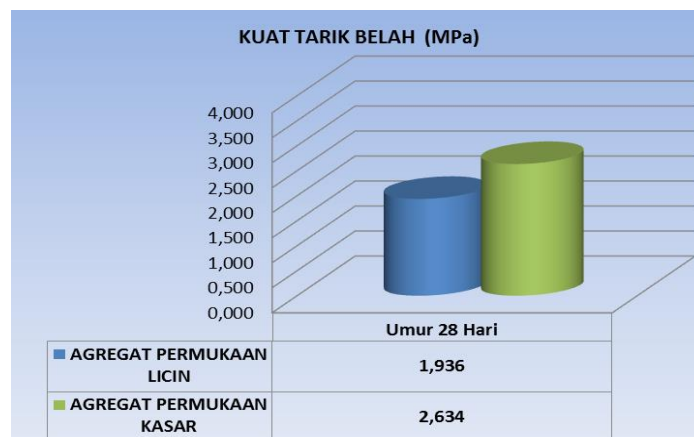 KUAT TARIK BELAH (MPa)
4,000
3,500
3,000
2,500
2,000
1,500
1,000
0,500
0,000
Umur 28 Hari
AGREGAT PERMUKAAN
LICIN
1,936
AGREGAT PERMUKAAN
KASAR
2,634